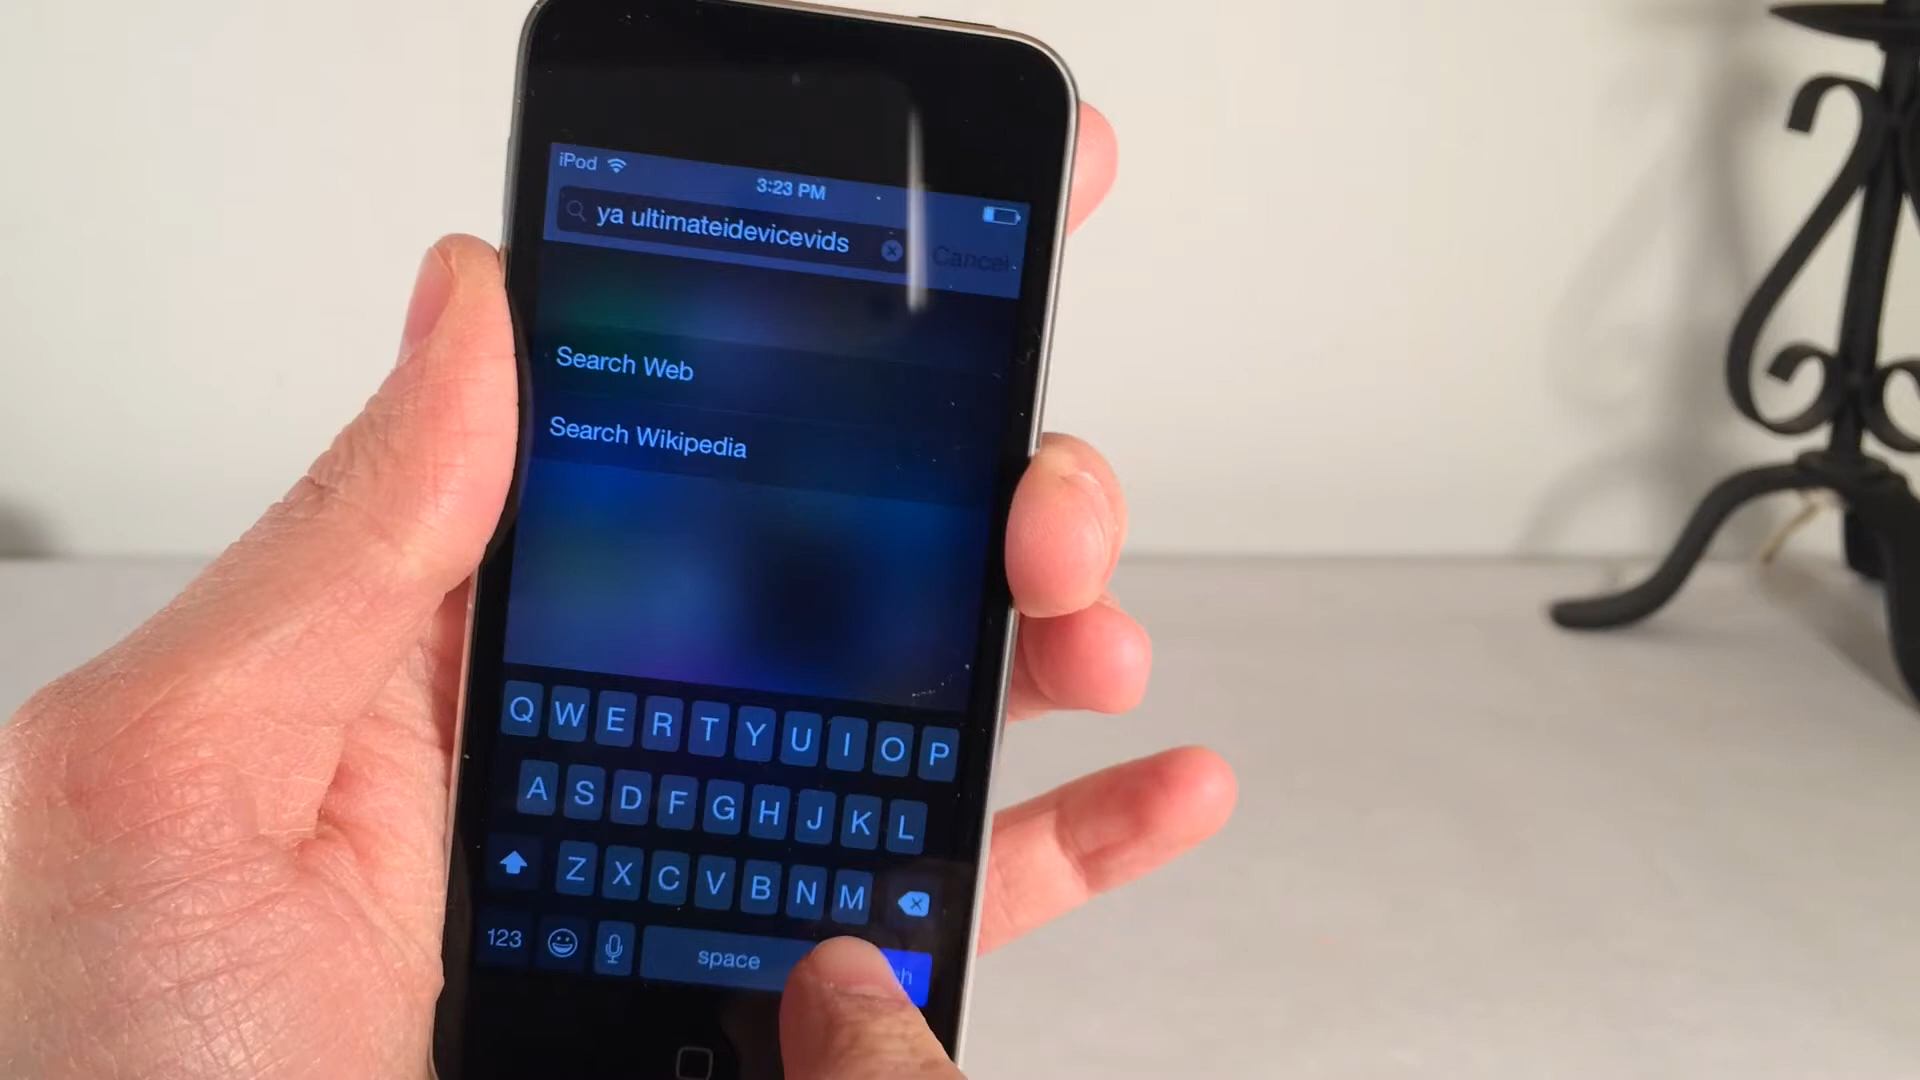 iPod
3:23 PM
ya ultimateidevicevids
Cancel
Search Web
Search Wikipedia
Q W E R T Y U I O P
A S D F G H J K L
Z X C V B N M
123
space